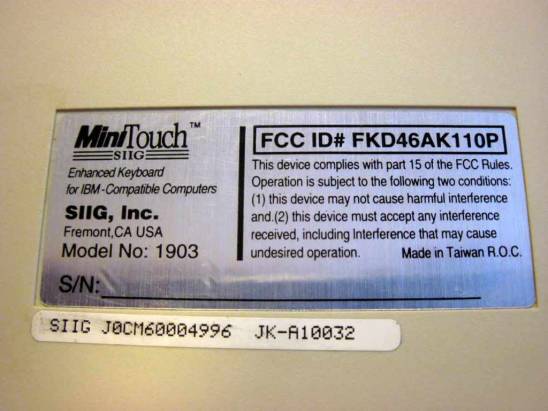 MiniTouch™
SIIG
Enhanced Keyboard
for IBM-Compatible Computers
SIIG, Inc.
Fremont,CA USA
Model No: 1903
FCC ID# FKD46AK110P
This device complies with part 15 of the FCC Rules.
Operation is subject to the following two conditions:
(1) this device may not cause harmful interference
and.(2) this device must accept any interference
received, including Interference that may cause
undesired operation. Made in Taiwan R.O.C.
S/N:
SIIG J0CM60004996 JK-A10032